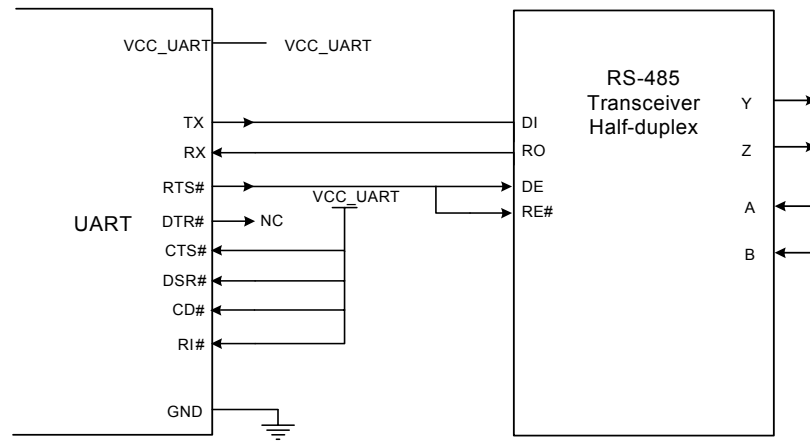 VCC_UART VCC_UART
RS-485
Transceiver
Half-duplex
Y
TX DI
RX RO Z
RTS# DE
VCC_UART
UART DTR# NC RE# A
CTS#
DSR# B
CD#
RI#
GND